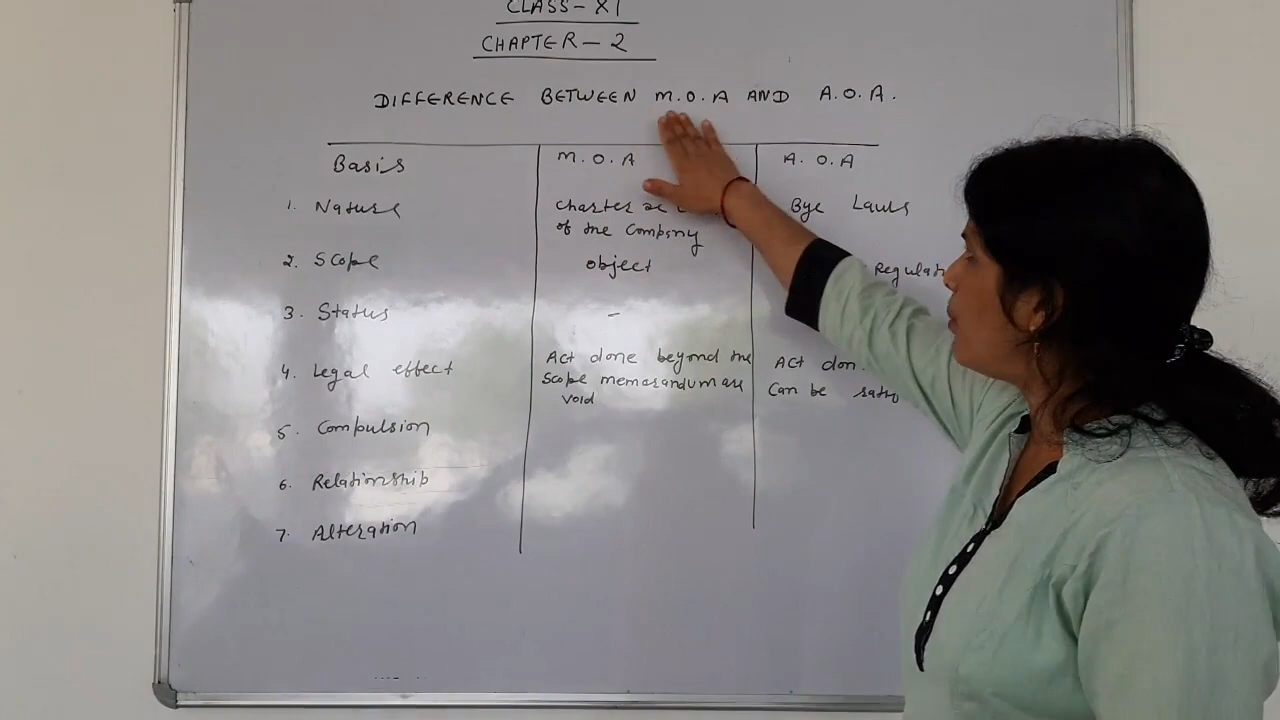 CLASS - XI
CHAPTER - 2
DIFFERENCE BETWEEN M.O.A AND A.O.A.
Basis M.O.A A.O.A
1. Nature Charter Bye Laws
of the Company
2. Scope object
3. Status -
4. Legal effect Act done beyond the Act
Scope memorandum are Can be
void
5. Compulsion
6. Relationship
7. Alteration